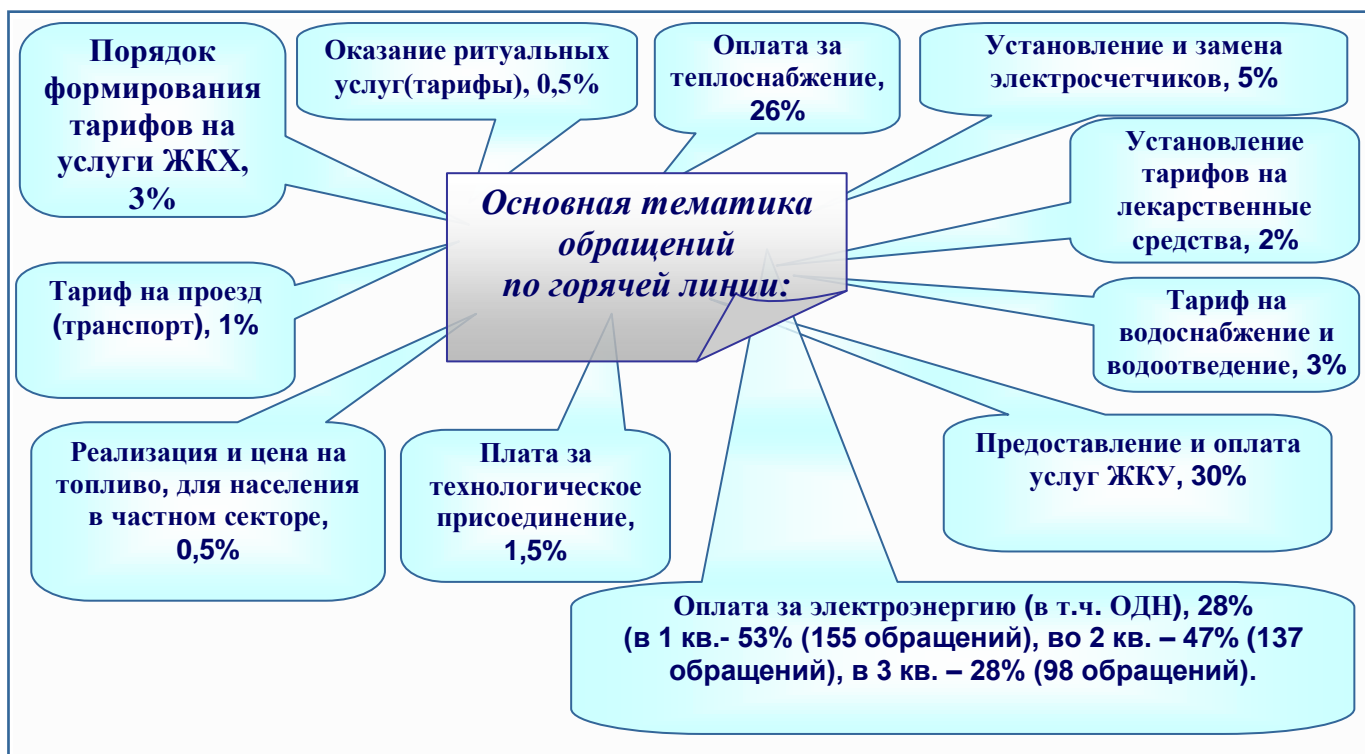 Порядок
формирования
тарифов на
услуги ЖКХ,
3%
Оказание ритуальных
услуг(тарифы), 0,5%
Оплата за
теплоснабжение,
26%
Установление и замена
электросчетчиков, 5%
Установление
тарифов на
лекарственные
средства, 2%
Основная тематика
обращений
по горячей линии:
Тариф на проезд
(транспорт), 1%
Тариф на
водоснабжение и
водоотведение, 3%
Реализация и цена на
топливо, для населения
в частном секторе,
0,5%
Плата за
технологическое
присоединение,
1,5%
Предоставление и оплата
услуг ЖКУ, 30%
Оплата за электроэнергию (в т.ч. ОДН), 28%
(в 1 кв.- 53% (155 обращений), во 2 кв. – 47% (137
обращений), в 3 кв. – 28% (98 обращений).